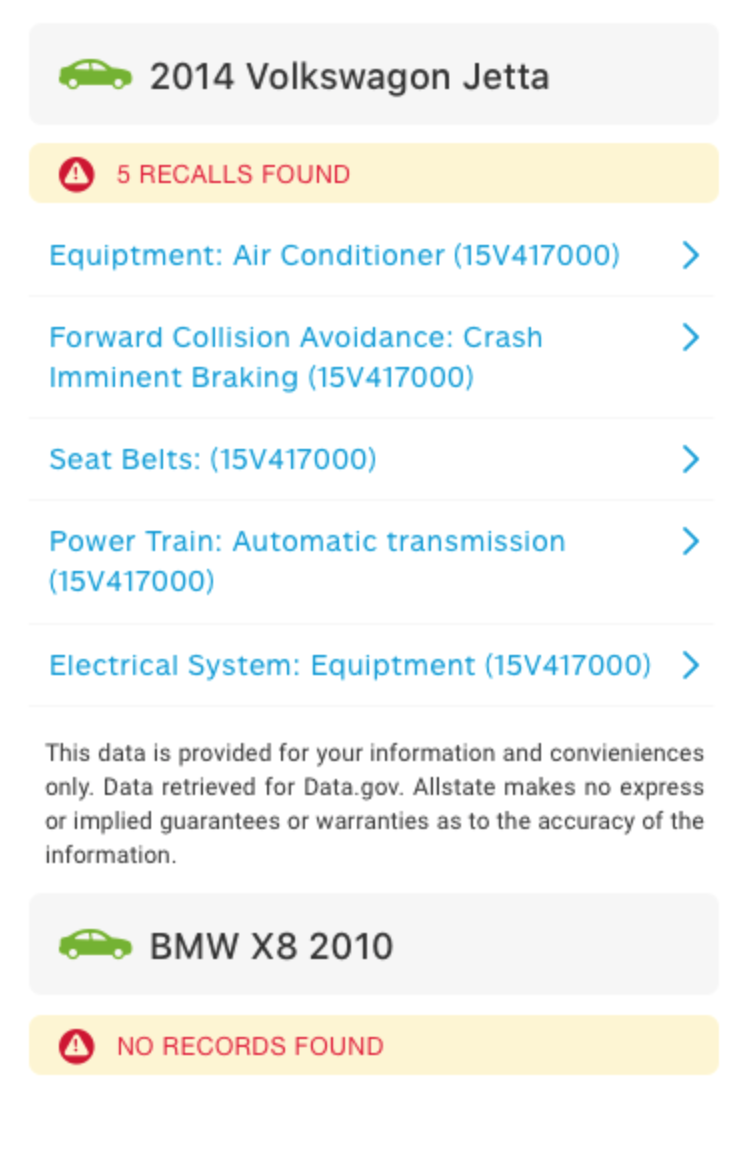 2014 Volkswagon Jetta
5 RECALLS FOUND
Equiptment: Air Conditioner (15V417000)
Forward Collision Avoidance: Crash
Imminent Braking (15V417000)
Seat Belts: (15V417000)
Power Train: Automatic transmission
(15V417000)
Electrical System: Equiptment (15V417000)
This data is provided for your information and convieniences
only. Data retrieved for Data.gov. Allstate makes no express
or implied guarantees or warranties as to the accuracy of the
information.
BMW X8 2010
NO RECORDS FOUND